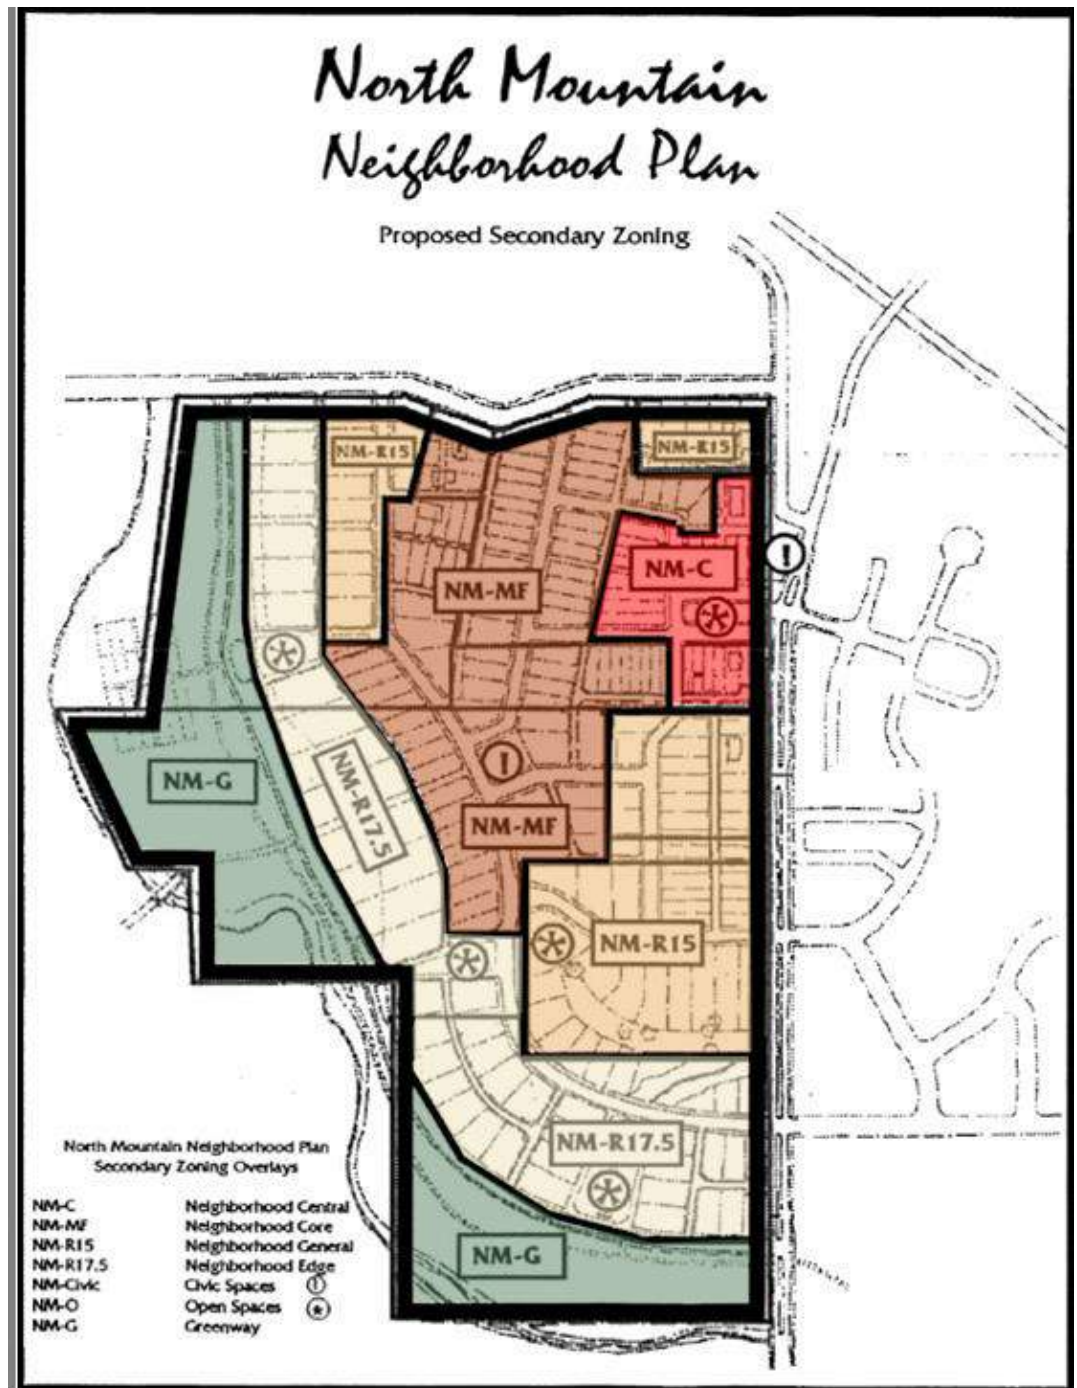 North Mountain
Neighborhood Plan
Proposed Secondary Zoning
NM-R15
NM-R15
NM-C
NM-MF
NM-G
NM-R17.5
NM-MF
NM-R15
NM-R17.5
NM-G
North Mountain Neighborhood Plan
Secondary Zoning Overlays
NM-C Neighborhood Central
NM-MF Neighborhood Core
NM-R15 Neighborhood General
NM-R17.5 Neighborhood Edge
NM-Civic Civic Spaces
NM-O Open Spaces
NM-G Greenway